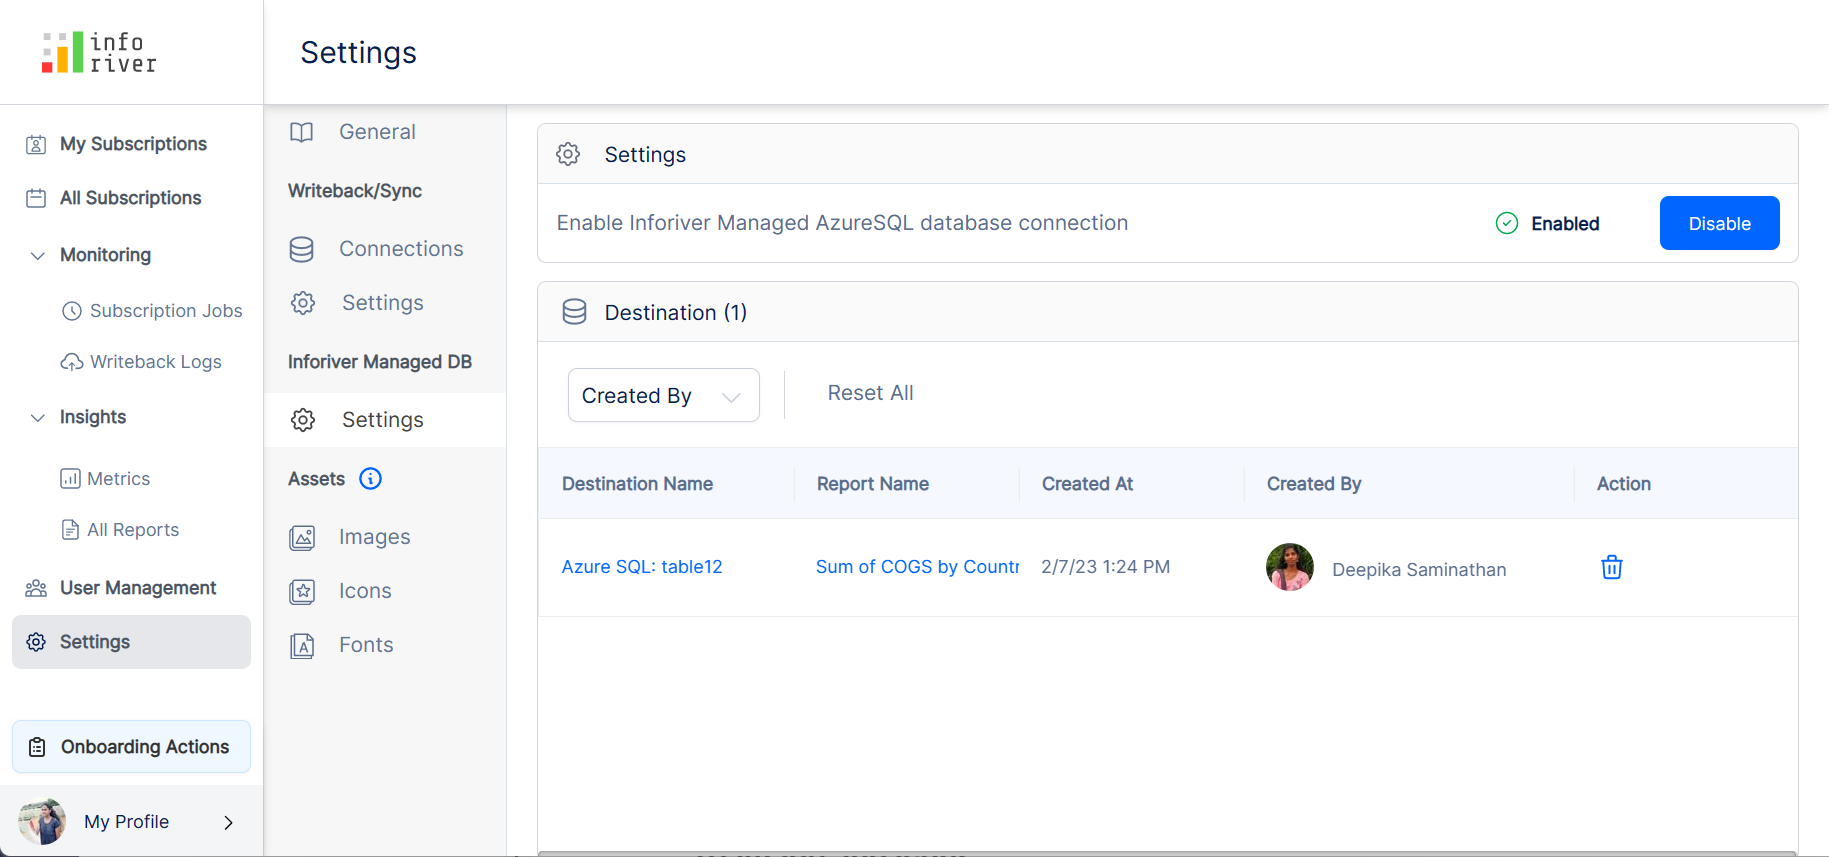 info
river
Settings
My Subscriptions
All Subscriptions
Monitoring
Subscription Jobs
Writeback Logs
Insights
Metrics
All Reports
User Management
Settings
Onboarding Actions
My Profile
General
Writeback/Sync
Connections
Settings
Inforiver Managed DB
Settings
Assets
Images
Icons
Fonts
Settings
Enable Inforiver Managed AzureSQL database connection
Enabled
Disable
Destination (1)
Created By
Reset All
Destination Name
Report Name
Created At
Created By
Action
Azure SQL: table12
Sum of COGS by Countr
2/7/23 1:24 PM
Deepika Saminathan